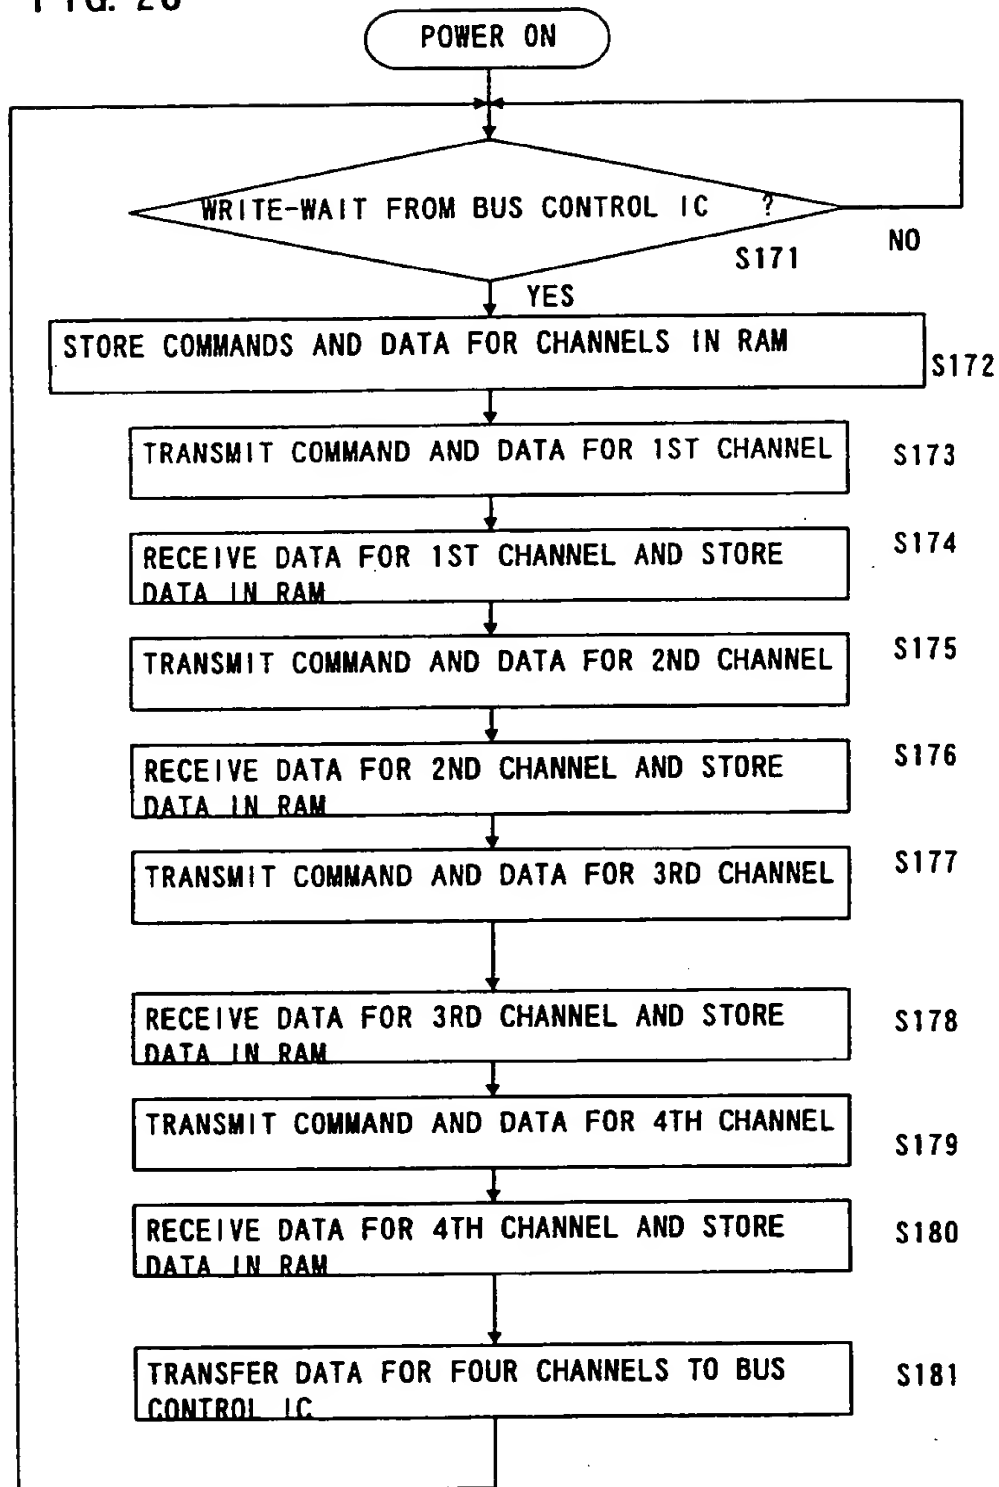 FIG. 26
POWER ON
WRITE-WAIT FROM BUS CONTROL IC ?
S171
NO
YES
STORE COMMANDS AND DATA FOR CHANNELS IN RAM
S172
TRANSMIT COMMAND AND DATA FOR 1ST CHANNEL
S173
RECEIVE DATA FOR 1ST CHANNEL AND STORE
DATA IN RAM
S174
TRANSMIT COMMAND AND DATA FOR 2ND CHANNEL
S175
RECEIVE DATA FOR 2ND CHANNEL AND STORE
DATA IN RAM
S176
TRANSMIT COMMAND AND DATA FOR 3RD CHANNEL
S177
RECEIVE DATA FOR 3RD CHANNEL AND STORE
DATA IN RAM
S178
TRANSMIT COMMAND AND DATA FOR 4TH CHANNEL
S179
RECEIVE DATA FOR 4TH CHANNEL AND STORE
DATA IN RAM
S180
TRANSFER DATA FOR FOUR CHANNELS TO BUS
CONTROL IC
S181